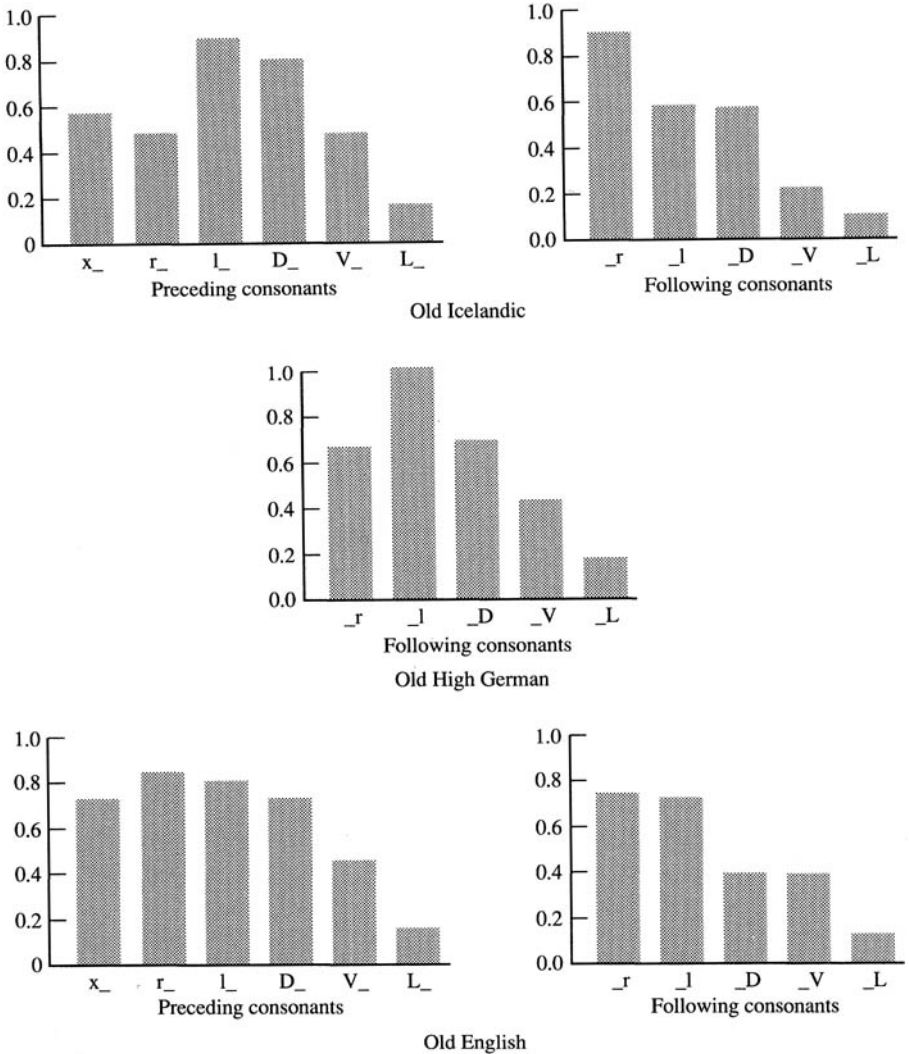 1.0
0.8
0.6
0.4
0.2
0
x_ r_ l_ D_ V_ L_
Preceding consonants
1.0
0.8
0.6
0.4
0.2
0.0
_r _l _D _V _L
Following consonants
Old Icelandic
1.0
0.8
0.6
0.4
0.2
0.0
_r _l _D _V _L
Following consonants
Old High German
1.0
0.8
0.6
0.4
0.2
0
x_ r_ l_ D_ V_ L_
Preceding consonants
1.0
0.8
0.6
0.4
0.2
0.0
_r _l _D _V _L
Following consonants
Old English